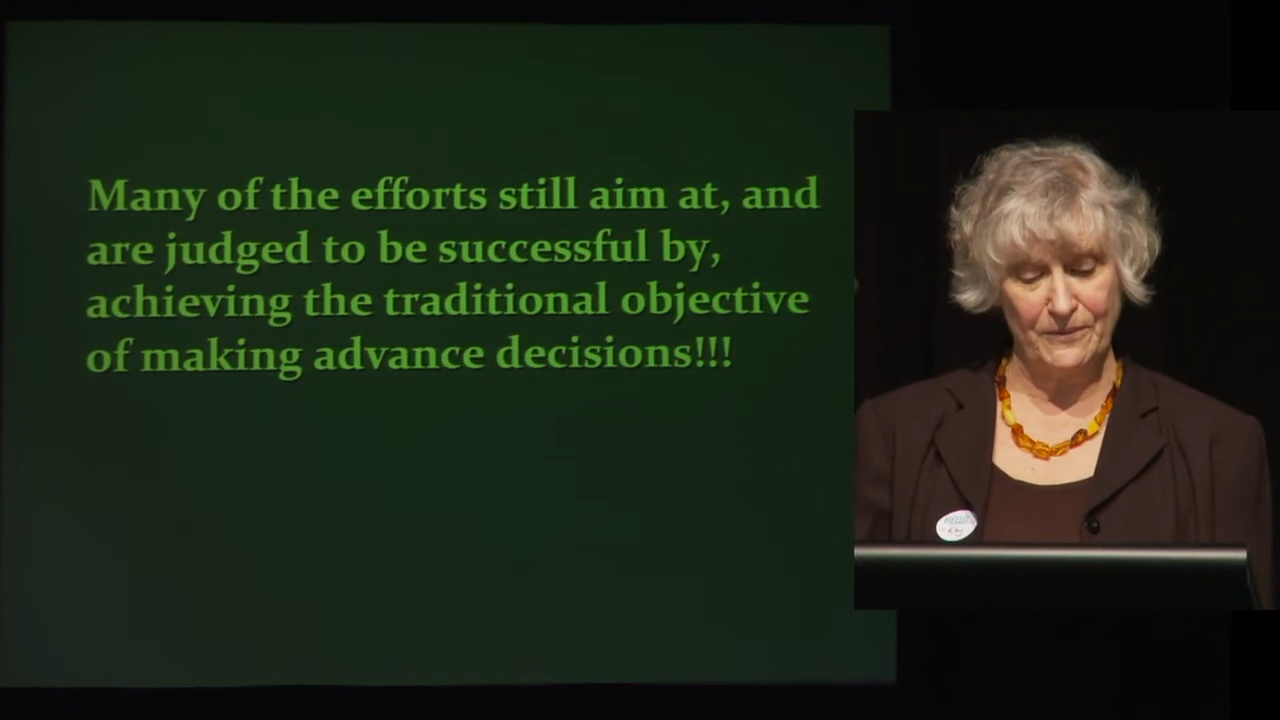 Many of the efforts still aim at, and
are judged to be successful by,
achieving the traditional objective
of making advance decisions!!!